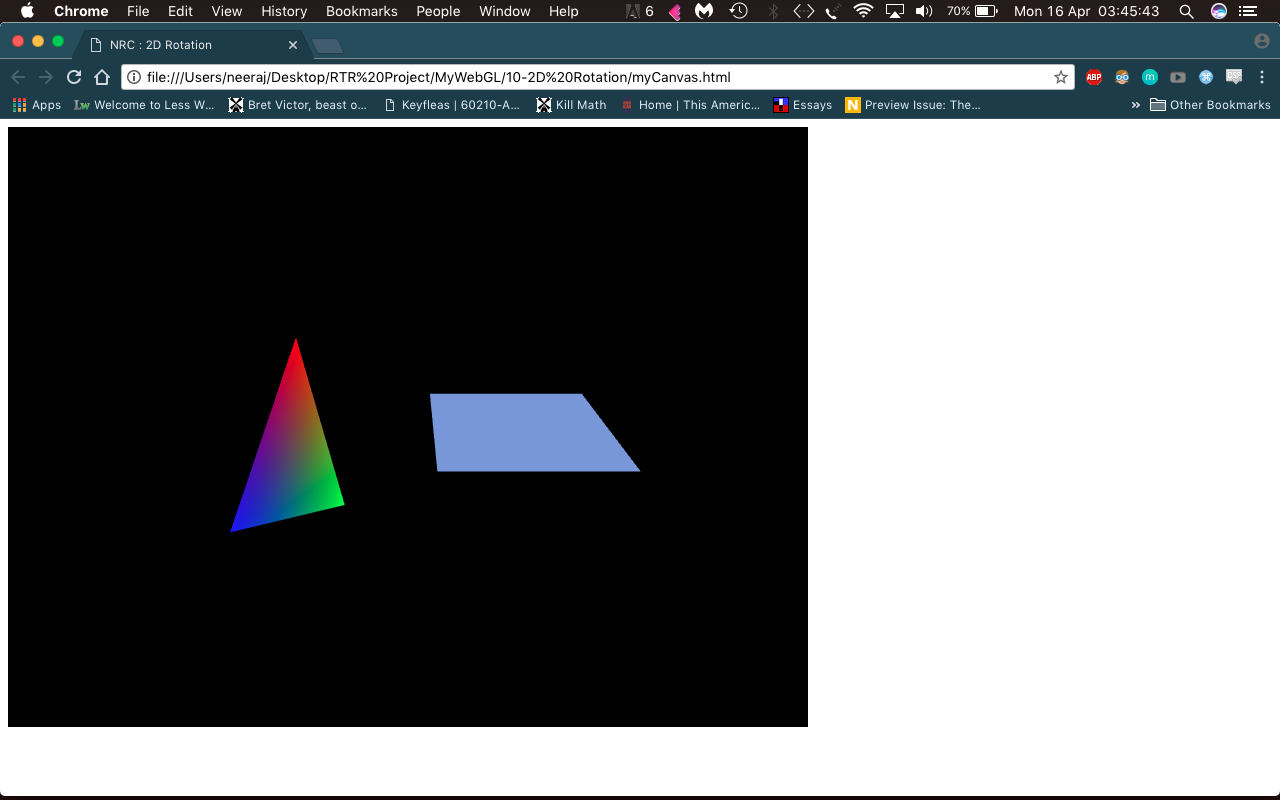 Chrome File Edit View History Bookmarks People Window Help 6 70% Mon 16 Apr 03:45:43
NRC : 2D Rotation
file:///Users/neeraj/Desktop/RTR%20Project/MyWebGL/10-2D%20Rotation/myCanvas.html ABP m CSP
Apps Lw Welcome to Less W... Bret Victor, beast o... Keyfleas | 60210-A... Kill Math Home | This Americ... Essays N Preview Issue: The... » Other Bookmarks